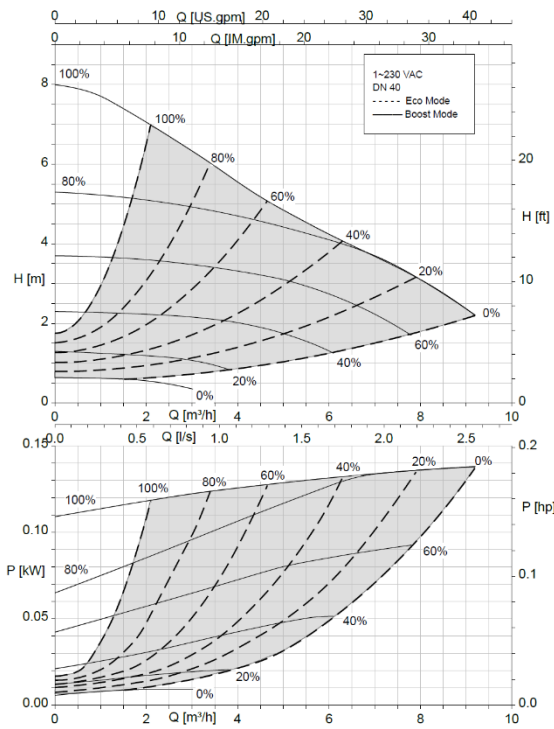 Q [US.gpm]
0 10 20 30 40
Q [IM.gpm]
0 10 20 30
100%
8
1~230 VAC
DN 40
Eco Mode
Boost Mode
100%
80%
6
20
80%
60%
H [ft]
40%
4
H [m]
20%
10
2
0%
60%
40%
20%
0%
0
0
0 2 4 6 8 10
Q [m³/h]
0.0 0.5 1.0 1.5 2.0 2.5
Q [l/s]
0.15
0.2
0%
20%
40%
60%
80%
100%
100%
P [hp]
0.10
60%
80%
P [kW]
0.1
0.05
40%
20%
0%
0.00
0.0
0 2 4 6 8 10
Q [m³/h]